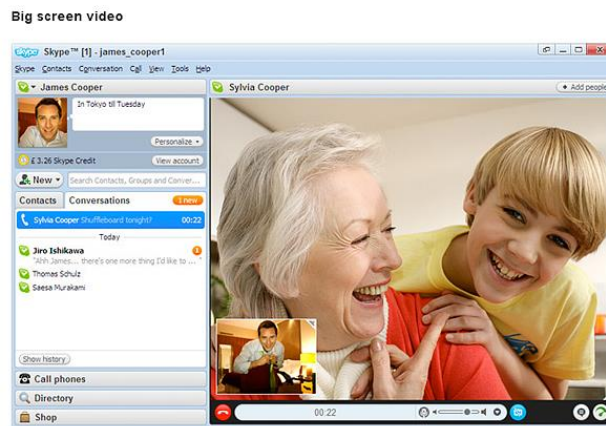 Big screen video
Skype™ [1] - james_cooper1
Skype Contacts Conversation Call View Tools Help
James Cooper
Sylvia Cooper
Add people
In Tokyo till Tuesday
Personalize
£ 3.26 Skype Credit
View account
New
Search Contacts, Groups and Conver...
Contacts
Conversations
1 new
Sylvia Cooper Shuffleboard tonight? 00:22
Today
Jiro Ishikawa
"Ahh James... there's one more thing I'd like to ...
Thomas Schulz
Saesa Murakami
Show history
Call phones
Directory
Shop
00:22